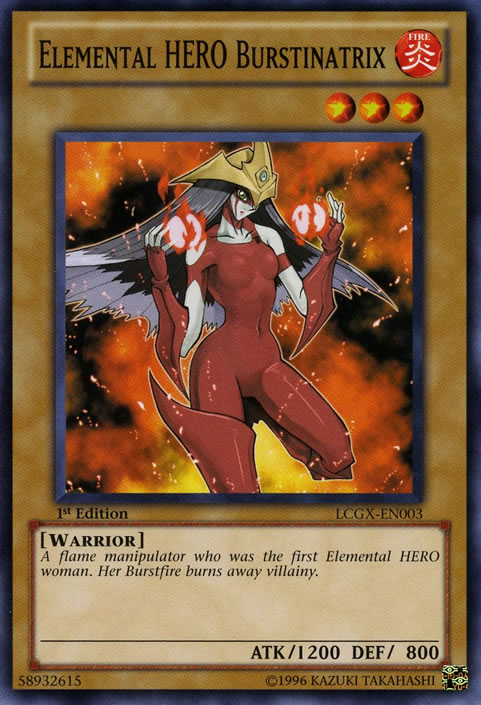 ELEMENTAL HERO BURSTINATRIX
FIRE
炎
1st Edition
LCGX-EN003
[WARRIOR]
A flame manipulator who was the first Elemental HERO
woman. Her Burstfire burns away villainy.
ATK/1200 DEF/ 800
58932615
©1996 KAZUKI TAKAHASHI